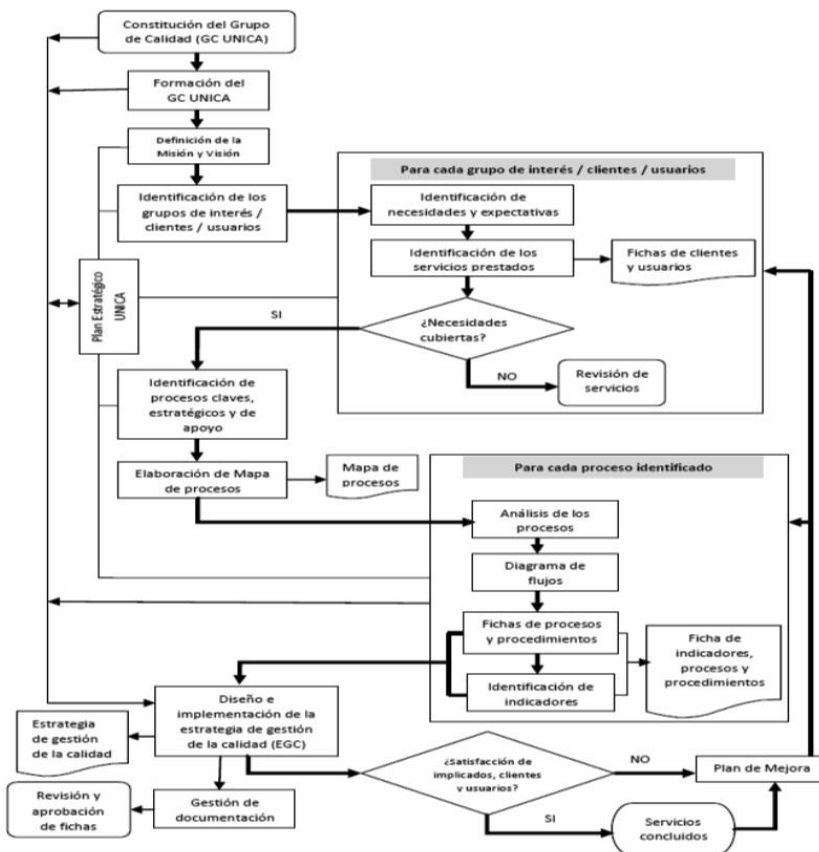 Constitución del Grupo
de Calidad (GC UNICA)
Formación del
GC UNICA
Definición de la
Misión y Visión
Identificación de los
grupos de interés /
clientes / usuarios
Plan Estratégico
UNICA
Para cada grupo de interés / clientes / usuarios
Identificación de
necesidades y expectativas
Identificación de los
servicios prestados
Fichas de clientes
y usuarios
¿Necesidades
cubiertas?
SI
NO
Revisión de
servicios
Identificación de
procesos claves,
estratégicos y de
apoyo
Elaboración de Mapa
de procesos
Mapa de
procesos
Para cada proceso identificado
Análisis de los
procesos
Diagrama de
flujos
Fichas de procesos
y procedimientos
Identificación de
indicadores
Ficha de
indicadores,
procesos y
procedimientos
Diseño e
implementación de la
estrategia de gestión
de la calidad (EGC)
Estrategia
de gestión
de la calidad
Gestión de
documentación
Revisión y
aprobación
de fichas
¿Satisfacción de
implicados, clientes
y usuarios?
NO
Plan de Mejora
SI
Servicios
concluidos